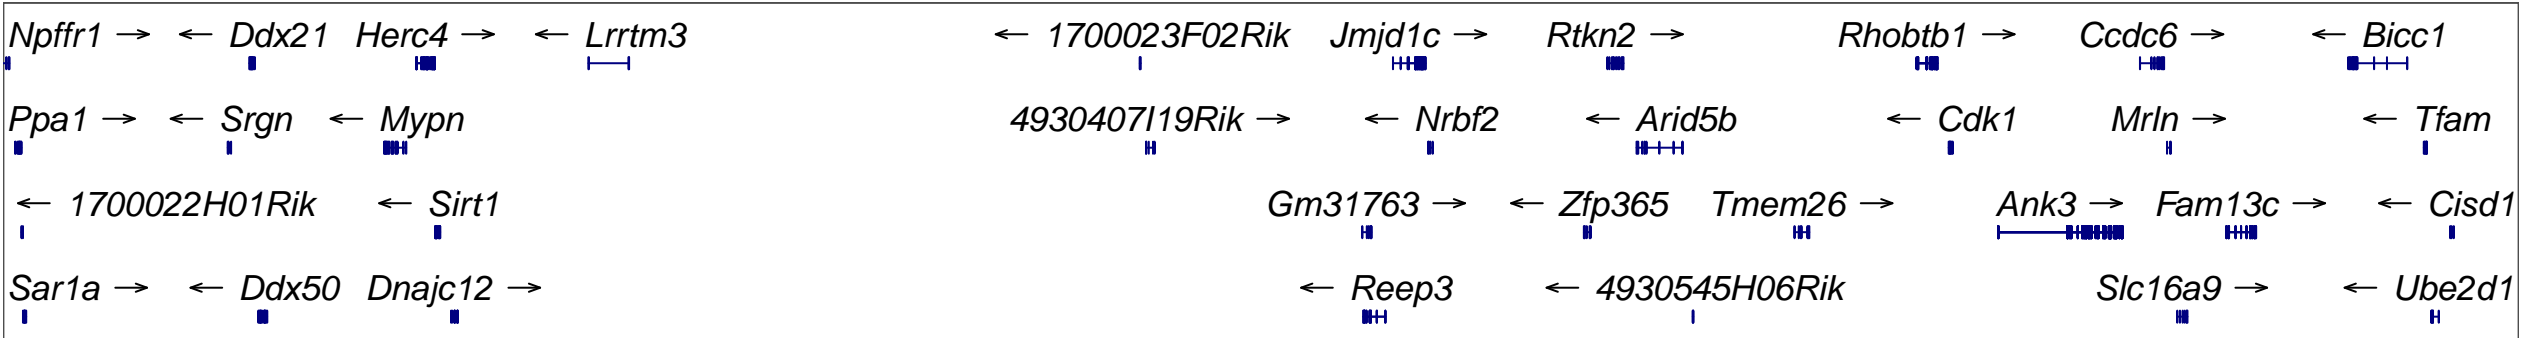 Npffr1 → ← Ddx21 Herc4 → ← Lrrtm3 ← 1700023F02Rik Jmjd1c → Rtkn2 → Rhobtb1 → Ccdc6 → ← Bicc1
Ppa1 → ← Srgn ← Mypn 4930407I19Rik → ← Nrbf2 ← Arid5b ← Cdk1 Mrln → ← Tfam
← 1700022H01Rik ← Sirt1 Gm31763 → ← Zfp365 Tmem26 → Ank3 → Fam13c → ← Cisd1
Sar1a → ← Ddx50 Dnajc12 → ← Reep3 ← 4930545H06Rik Slc16a9 → ← Ube2d1